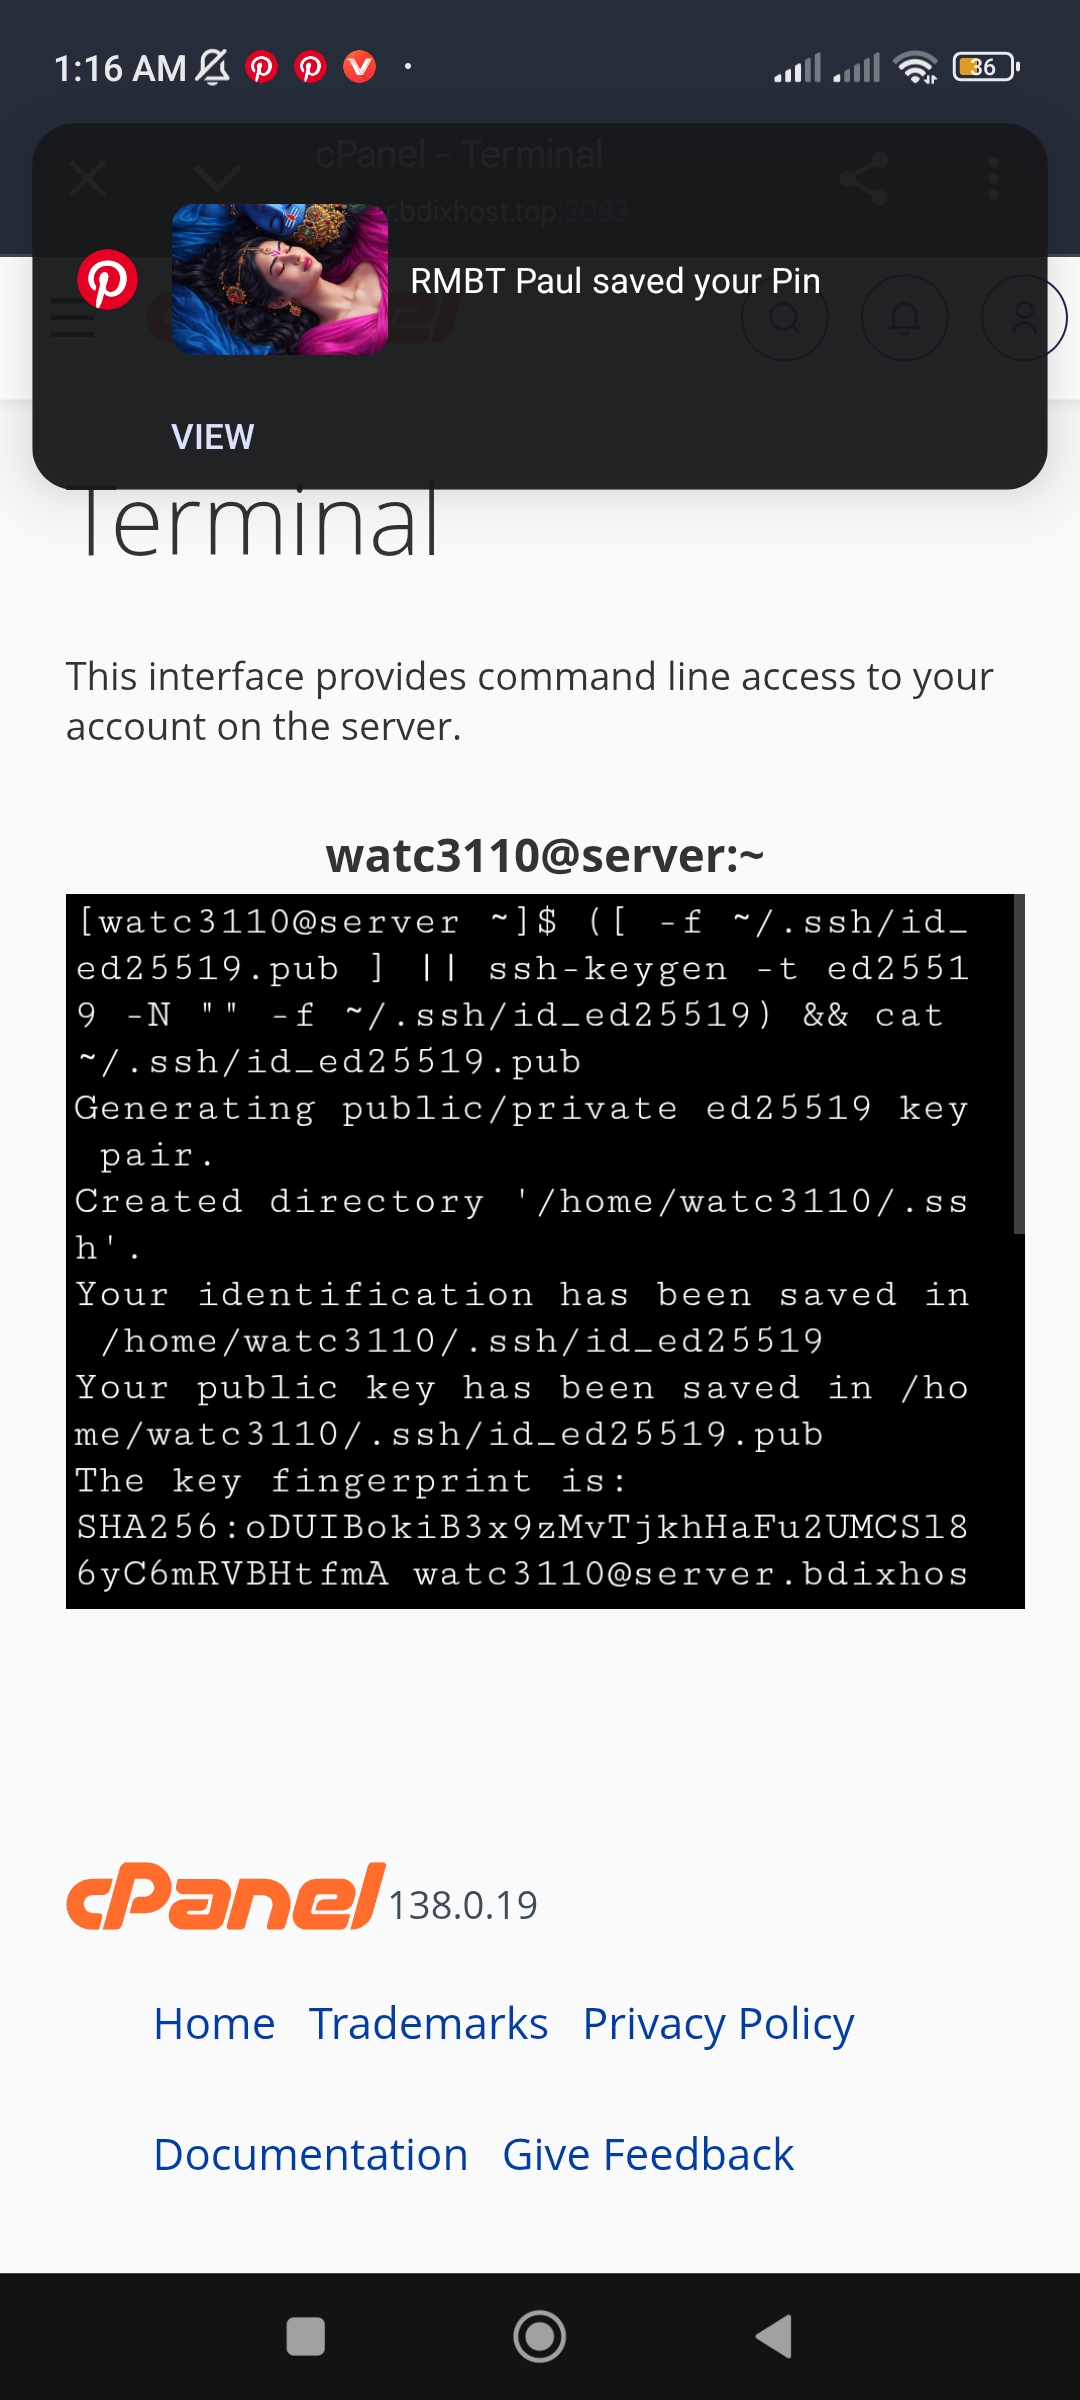 1:16 AM
36
cPanel - Terminal
r.bdixhost.top:2083
RMBT Paul saved your Pin
VIEW
Terminal
This interface provides command line access to your
account on the server.
watc3110@server:~
[watc3110@server ~]$ ([ -f ~/.ssh/id_
ed25519.pub ] || ssh-keygen -t ed2551
9 -N "" -f ~/.ssh/id_ed25519) && cat
~/.ssh/id_ed25519.pub
Generating public/private ed25519 key
pair.
Created directory '/home/watc3110/.ss
h'.
Your identification has been saved in
/home/watc3110/.ssh/id_ed25519
Your public key has been saved in /ho
me/watc3110/.ssh/id_ed25519.pub
The key fingerprint is:
SHA256:oDUIBokiB3x9zMvTjkhHaFu2UMCS18
6yC6mRVBHtfmA watc3110@server.bdixhos
cPanel 138.0.19
Home Trademarks Privacy Policy
Documentation Give Feedback